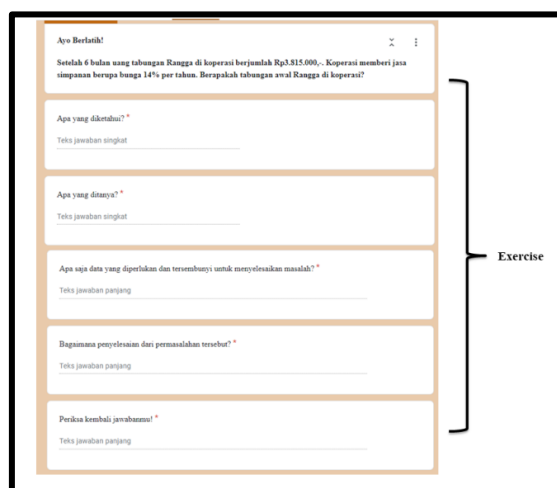 Ayo Berlatih!
Setelah 6 bulan uang tabungan Rangga di koperasi berjumlah Rp3.815.000,-. Koperasi memberi jasa
simpanan berupa bunga 14% per tahun. Berapakah tabungan awal Rangga di koperasi?
Apa yang diketahui? *
Teks jawaban singkat
Apa yang ditanya? *
Teks jawaban singkat
Apa saja data yang diperlukan dan tersembunyi untuk menyelesaikan masalah? *
Teks jawaban panjang
Bagaimana penyelesaian dari permasalahan tersebut? *
Teks jawaban panjang
Periksa kembali jawabanmu! *
Teks jawaban panjang
Exercise